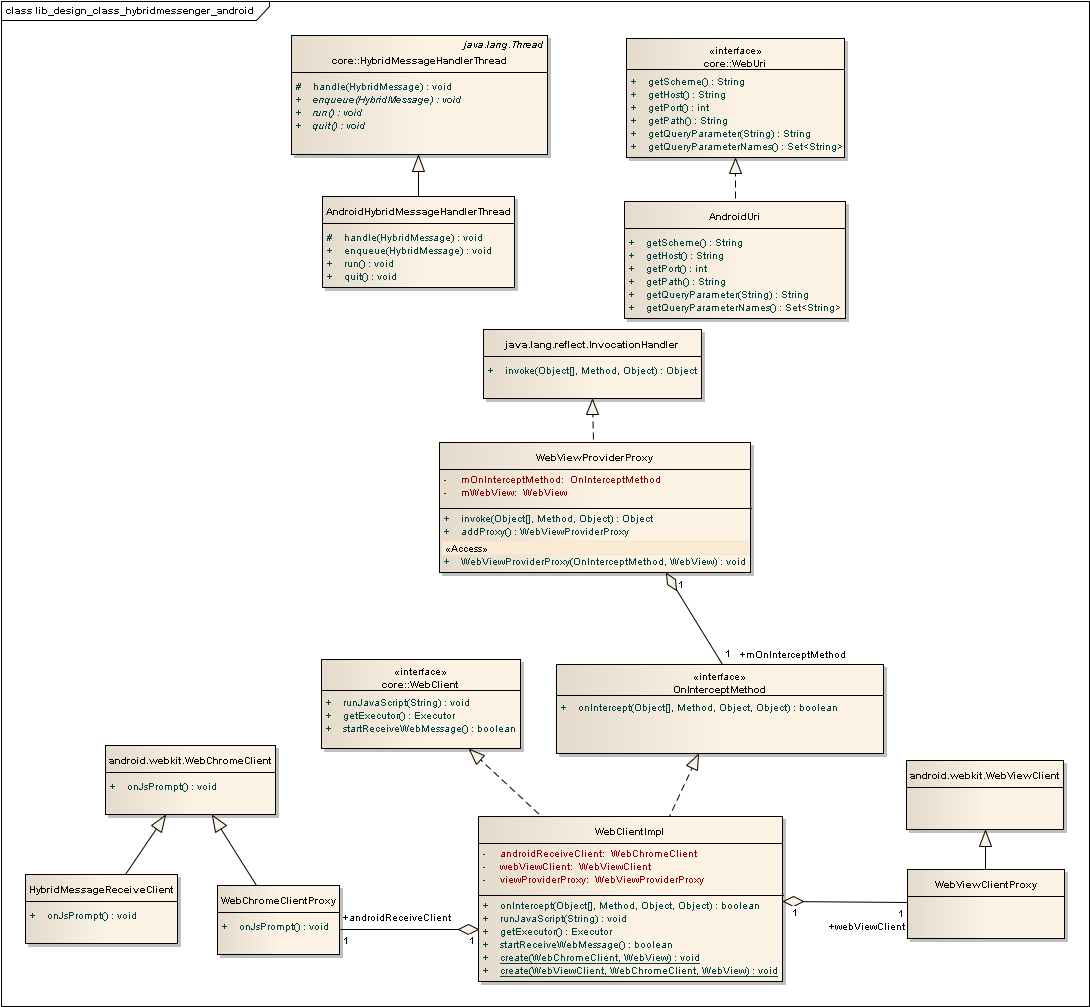 class lib_design_class_hybridmessenger_android
java.lang.Thread
core::HybridMessageHandlerThread
# handle(HybridMessage) : void
+ enqueue(HybridMessage) : void
+ run() : void
+ quit() : void
«interface»
core::WebUri
+ getScheme() : String
+ getHost() : String
+ getPort() : int
+ getPath() : String
+ getQueryParameter(String) : String
+ getQueryParameterNames() : Set<String>
AndroidHybridMessageHandlerThread
# handle(HybridMessage) : void
+ enqueue(HybridMessage) : void
+ run() : void
+ quit() : void
AndroidUri
+ getScheme() : String
+ getHost() : String
+ getPort() : int
+ getPath() : String
+ getQueryParameter(String) : String
+ getQueryParameterNames() : Set<String>
java.lang.reflect.InvocationHandler
+ invoke(Object[], Method, Object) : Object
WebViewProviderProxy
- mOnInterceptMethod: OnInterceptMethod
- mWebView: WebView
+ invoke(Object[], Method, Object) : Object
+ addProxy() : WebViewProviderProxy
«Access»
+ WebViewProviderProxy(OnInterceptMethod, WebView) : void
1
1 +mOnInterceptMethod
«interface»
core::WebClient
+ runJavaScript(String) : void
+ getExecutor() : Executor
+ startReceiveWebMessage() : boolean
«interface»
OnInterceptMethod
+ onIntercept(Object[], Method, Object, Object) : boolean
android.webkit.WebChromeClient
+ onJsPrompt() : void
android.webkit.WebViewClient
HybridMessageReceiveClient
+ onJsPrompt() : void
WebChromeClientProxy
+ onJsPrompt() : void
+androidReceiveClient
1
1
WebClientImpl
- androidReceiveClient: WebChromeClient
- webViewClient: WebViewClient
- viewProviderProxy: WebViewProviderProxy
+ onIntercept(Object[], Method, Object, Object) : boolean
+ runJavaScript(String) : void
+ getExecutor() : Executor
+ startReceiveWebMessage() : boolean
+ create(WebChromeClient, WebView) : void
+ create(WebViewClient, WebChromeClient, WebView) : void
1
1
+webViewClient
WebViewClientProxy